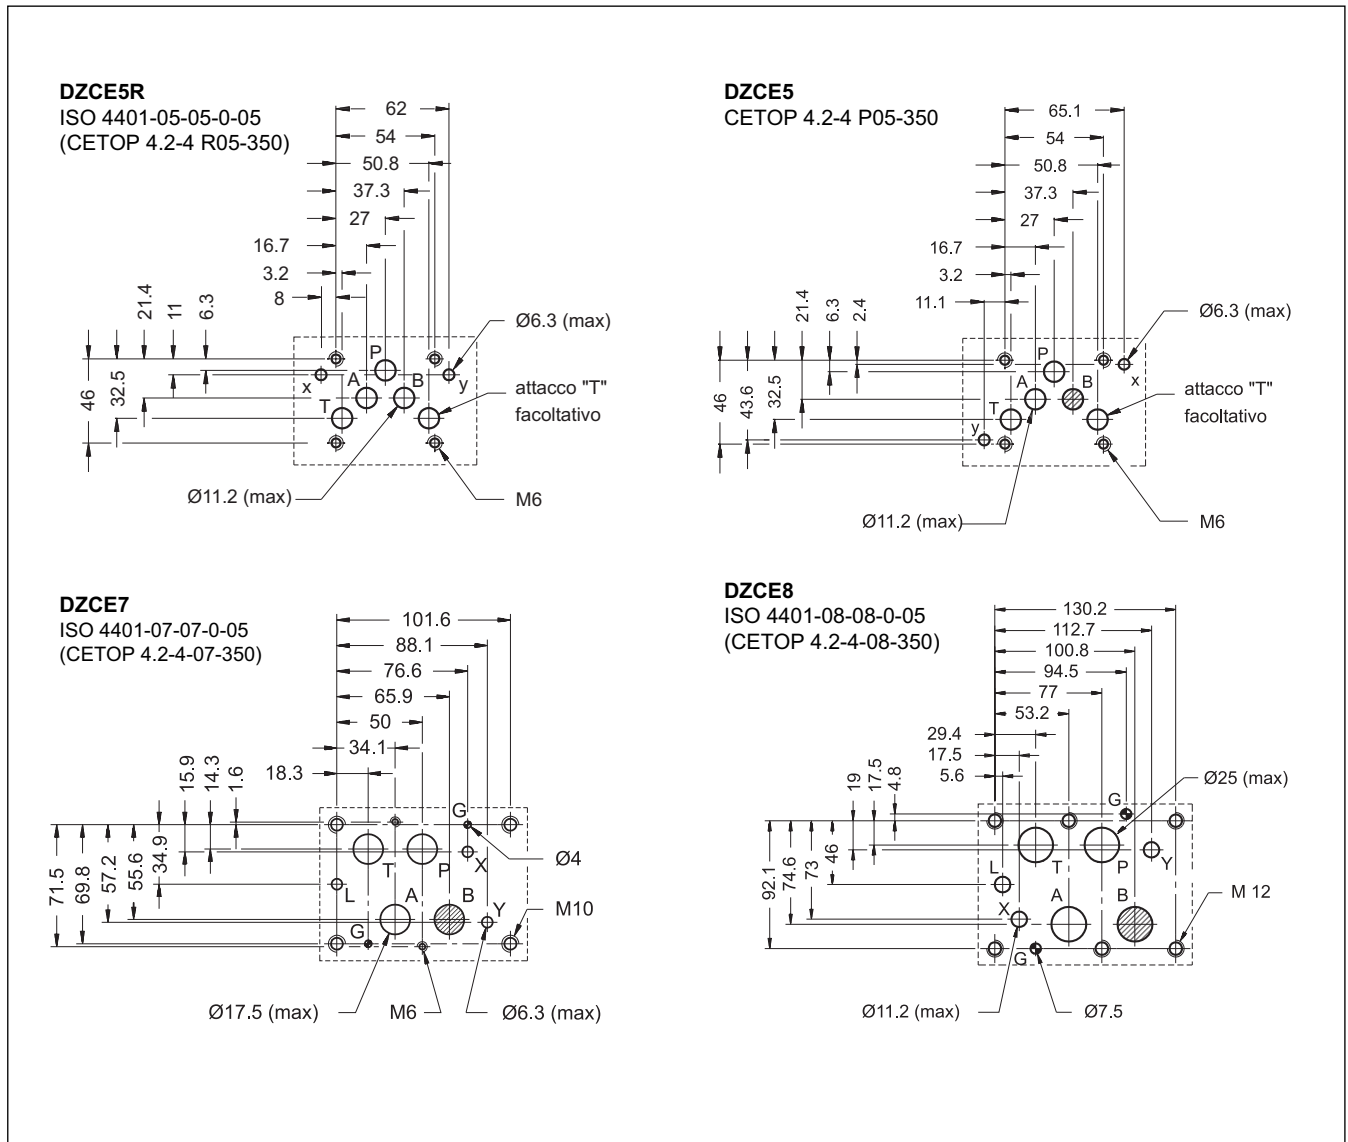 DZCE5R
ISO 4401-05-05-0-05
(CETOP 4.2-4 R05-350)
62
54
50.8
37.3
27
16.7
3.2
8
21.4
11
6.3
46
32.5
P
x
A
B
y
T
Ø6.3 (max)
attacco "T"
facoltativo
Ø11.2 (max)
M6
DZCE5
CETOP 4.2-4 P05-350
65.1
54
50.8
37.3
27
16.7
3.2
11.1
21.4
6.3
2.4
46
43.6
32.5
P
A
B
x
T
y
Ø6.3 (max)
attacco "T"
facoltativo
Ø11.2 (max)
M6
DZCE7
ISO 4401-07-07-0-05
(CETOP 4.2-4-07-350)
101.6
88.1
76.6
65.9
50
34.1
18.3
15.9
14.3
1.6
71.5
69.8
57.2
55.6
34.9
G
T
P
X
L
A
B
Y
G
Ø4
M10
Ø17.5 (max)
M6
Ø6.3 (max)
DZCE8
ISO 4401-08-08-0-05
(CETOP 4.2-4-08-350)
130.2
112.7
100.8
94.5
77
53.2
29.4
17.5
5.6
19
17.5
4.8
92.1
74.6
73
46
G
T
P
Y
L
A
B
X
G
Ø25 (max)
M 12
Ø11.2 (max)
Ø7.5